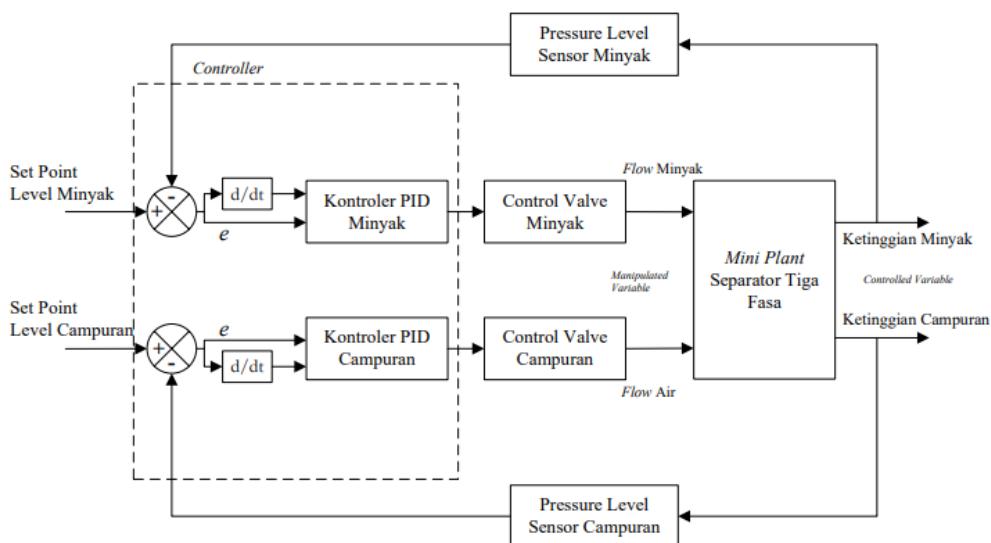 Pressure Level
Sensor Minyak
Controller
Set Point
Level Minyak
-
+
d/dt
e
Kontroler PID
Minyak
Control Valve
Minyak
Flow Minyak
Mini Plant
Separator Tiga
Fasa
Ketinggian Minyak
Manipulated
Variable
Controlled Variable
Set Point
Level Campuran
+
-
e
d/dt
Kontroler PID
Campuran
Control Valve
Campuran
Flow Air
Ketinggian Campuran
Pressure Level
Sensor Campuran